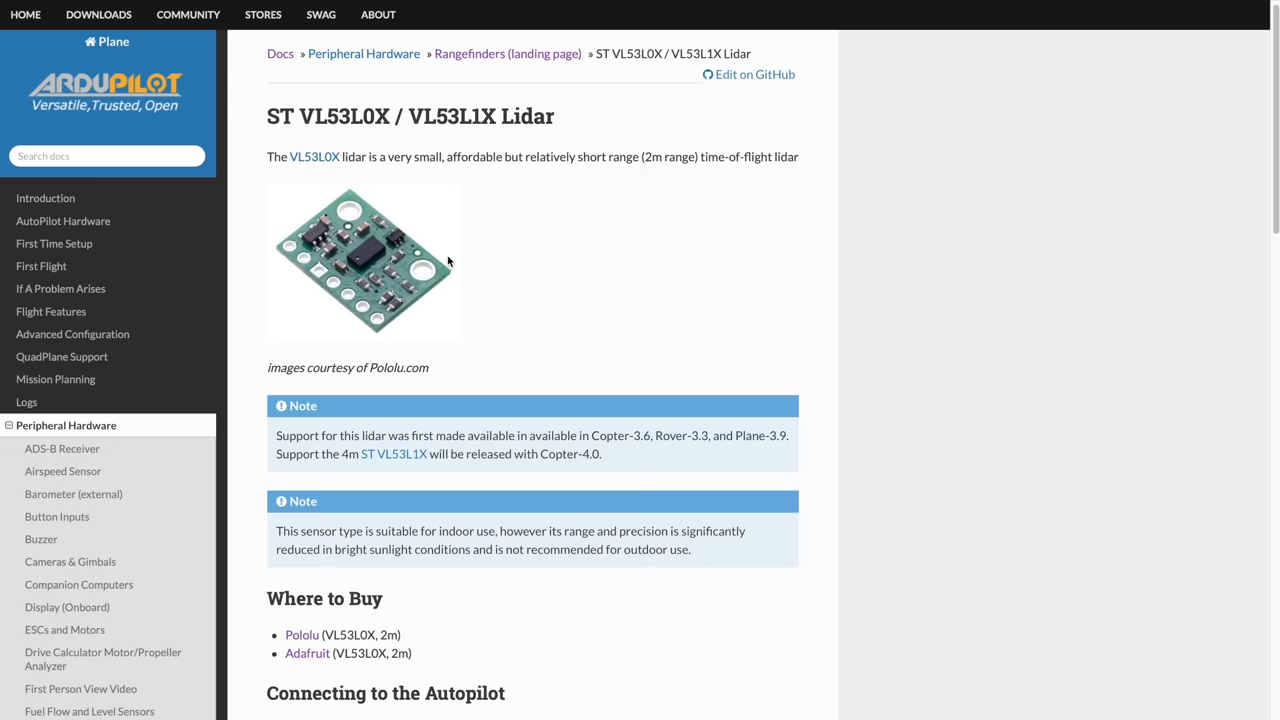 HOME DOWNLOADS COMMUNITY STORES SWAG ABOUT
Plane
ARDUPILOT
Versatile,Trusted, Open
Search docs
Introduction
AutoPilot Hardware
First Time Setup
First Flight
If A Problem Arises
Flight Features
Advanced Configuration
QuadPlane Support
Mission Planning
Logs
Peripheral Hardware
ADS-B Receiver
Airspeed Sensor
Barometer (external)
Button Inputs
Buzzer
Cameras & Gimbals
Companion Computers
Display (Onboard)
ESCs and Motors
Drive Calculator Motor/Propeller
Analyzer
First Person View Video
Fuel Flow and Level Sensors
Docs » Peripheral Hardware » Rangefinders (landing page) » ST VL53L0X / VL53L1X Lidar
Edit on GitHub
ST VL53L0X / VL53L1X Lidar
The VL53L0X lidar is a very small, affordable but relatively short range (2m range) time-of-flight lidar
images courtesy of Pololu.com
Note
Support for this lidar was first made available in available in Copter-3.6, Rover-3.3, and Plane-3.9.
Support the 4m ST VL53L1X will be released with Copter-4.0.
Note
This sensor type is suitable for indoor use, however its range and precision is significantly
reduced in bright sunlight conditions and is not recommended for outdoor use.
Where to Buy
• Pololu (VL53L0X, 2m)
• Adafruit (VL53L0X, 2m)
Connecting to the Autopilot